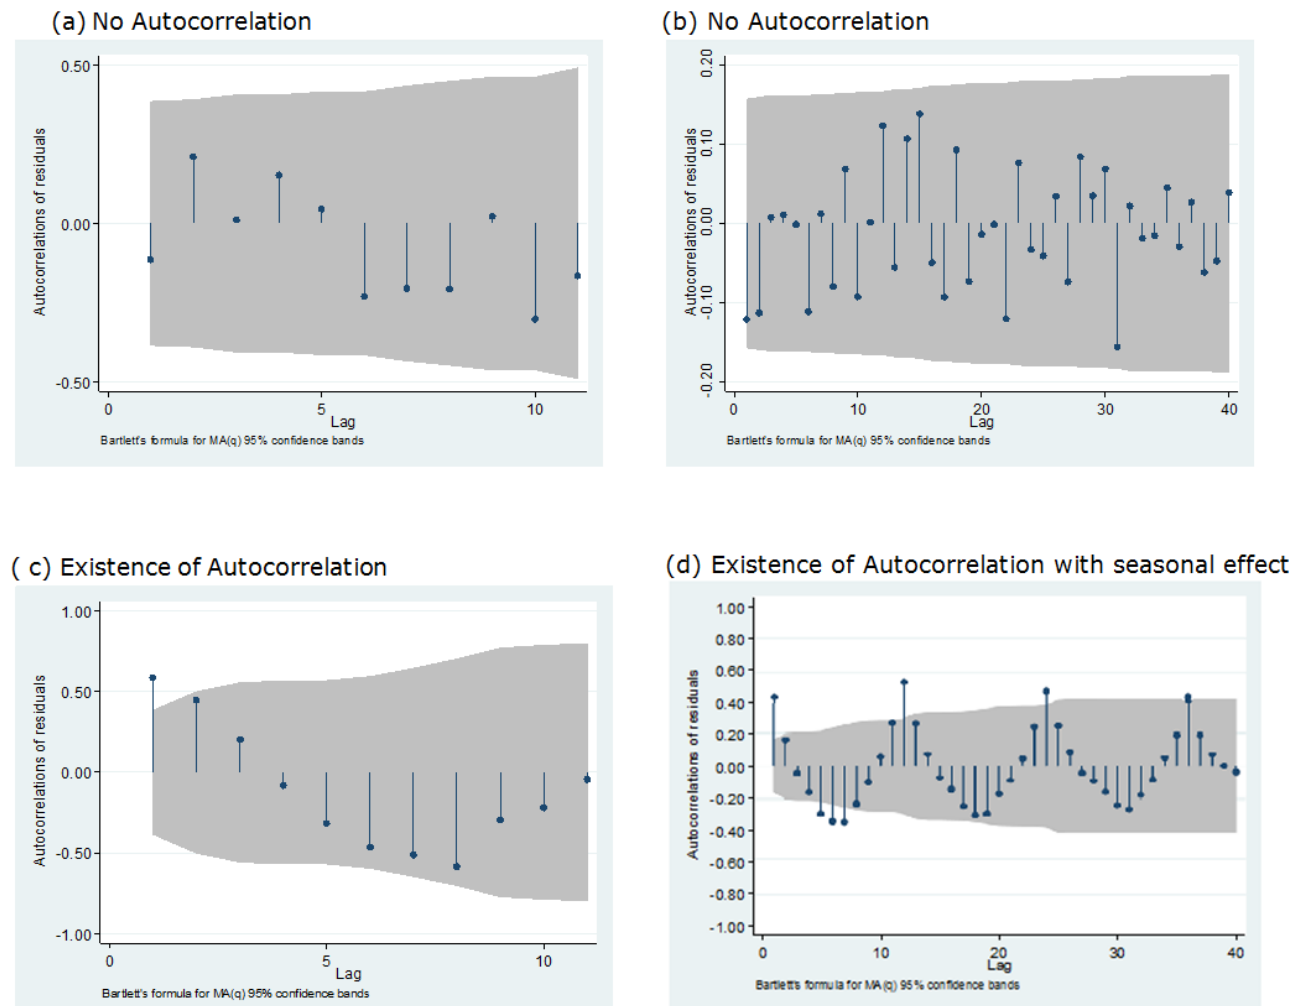 (a) No Autocorrelation
(b) No Autocorrelation
Autocorrelations of residuals
0.50
0.00
-0.50
0
5
10
Lag
Bartlett's formula for MA(q) 95% confidence bands
Autocorrelations of residuals
0.20
0.10
0.00
-0.10
-0.20
0
10
20
30
40
Lag
Bartlett's formula for MA(q) 95% confidence bands
( c) Existence of Autocorrelation
(d) Existence of Autocorrelation with seasonal effect
Autocorrelations of residuals
1.00
0.50
0.00
-0.50
-1.00
0
5
10
Lag
Bartlett's formula for MA(q) 95% confidence bands
Autocorrelations of residuals
1.00
0.80
0.60
0.40
0.20
0.00
-0.20
-0.40
-0.60
-0.80
-1.00
0
10
20
30
40
Lag
Bartlett's formula for MA(q) 95% confidence bands